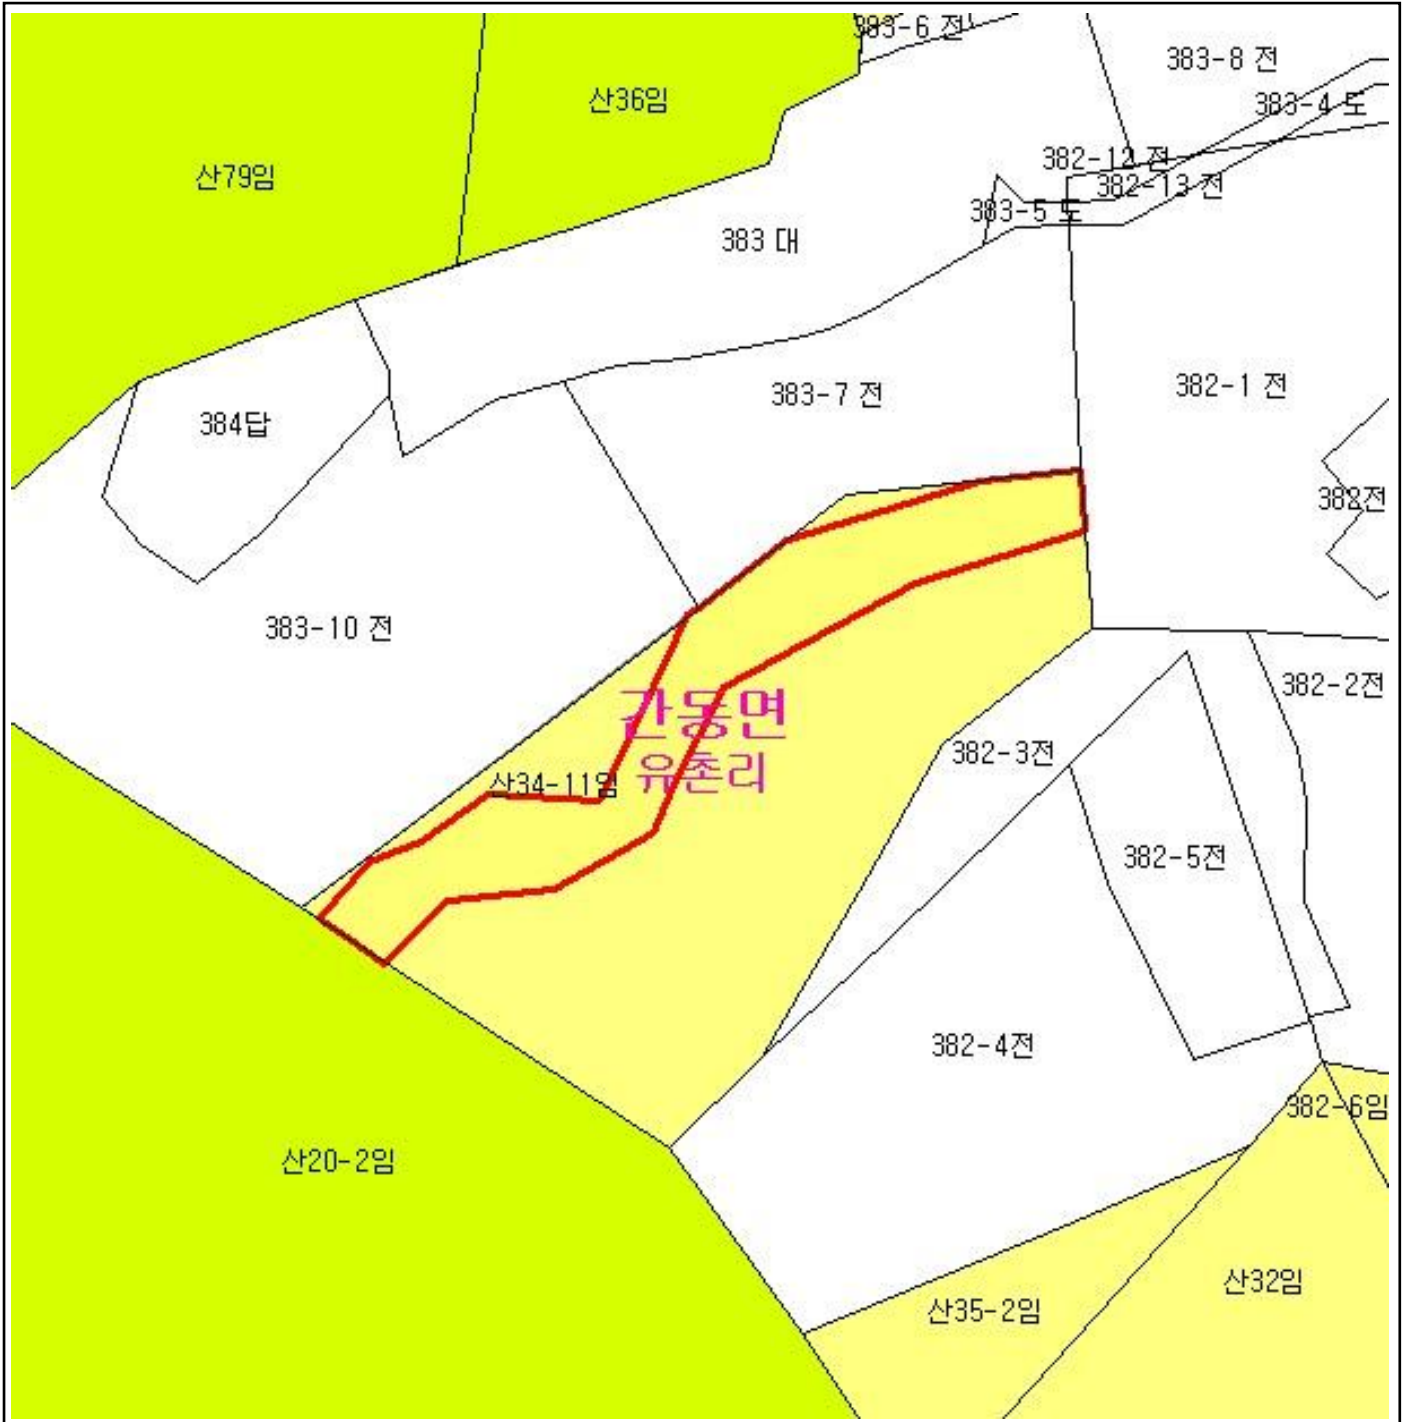 383-6 전
383-8 전
산36임
383-4 도
산79임
382-12 전
382-13 전
383-5 도
383 대
383-7 전
382-1 전
384답
382전
383-10 전
382-2전
간동면
유촌리
산34-11임
382-3전
382-5전
382-4전
382-6임
산20-2임
산32임
산35-2임